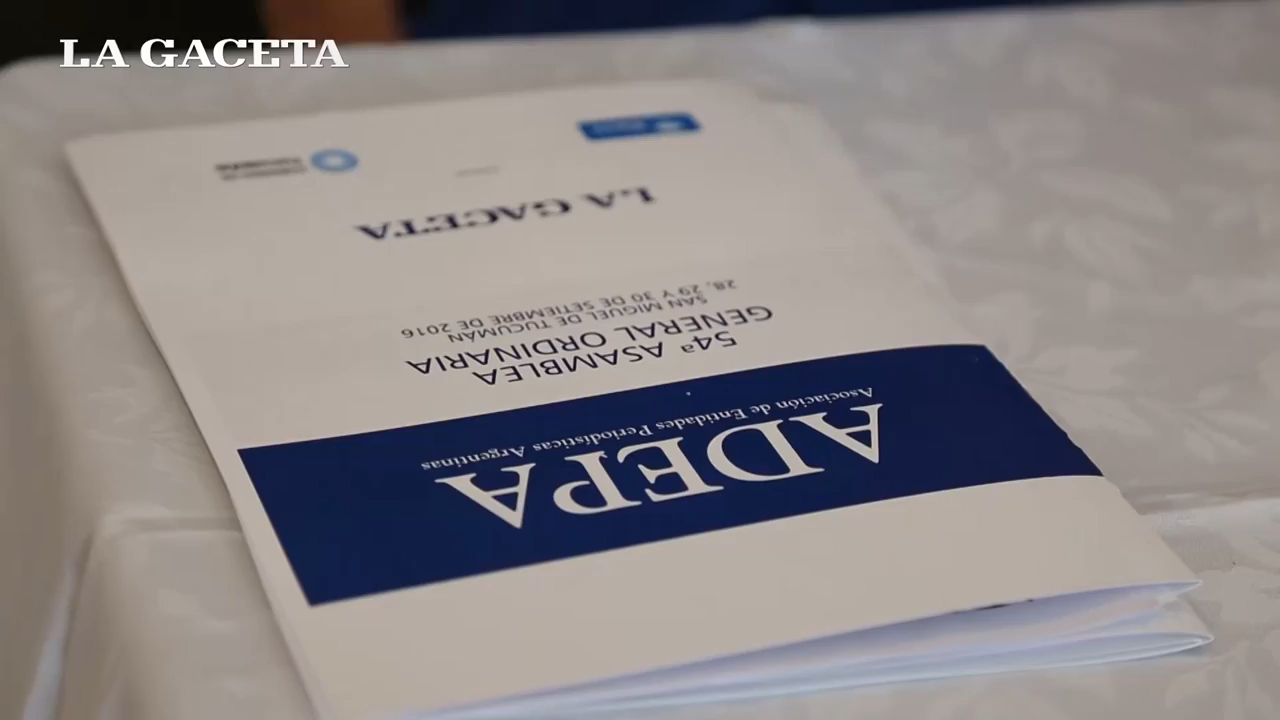 LA GACETA
ADEPA
Asociación de Entidades Periodísticas Argentinas
54ª ASAMBLEA
GENERAL ORDINARIA
SAN MIGUEL DE TUCUMÁN
28, 29 Y 30 DE SETIEMBRE DE 2016
LA GACETA